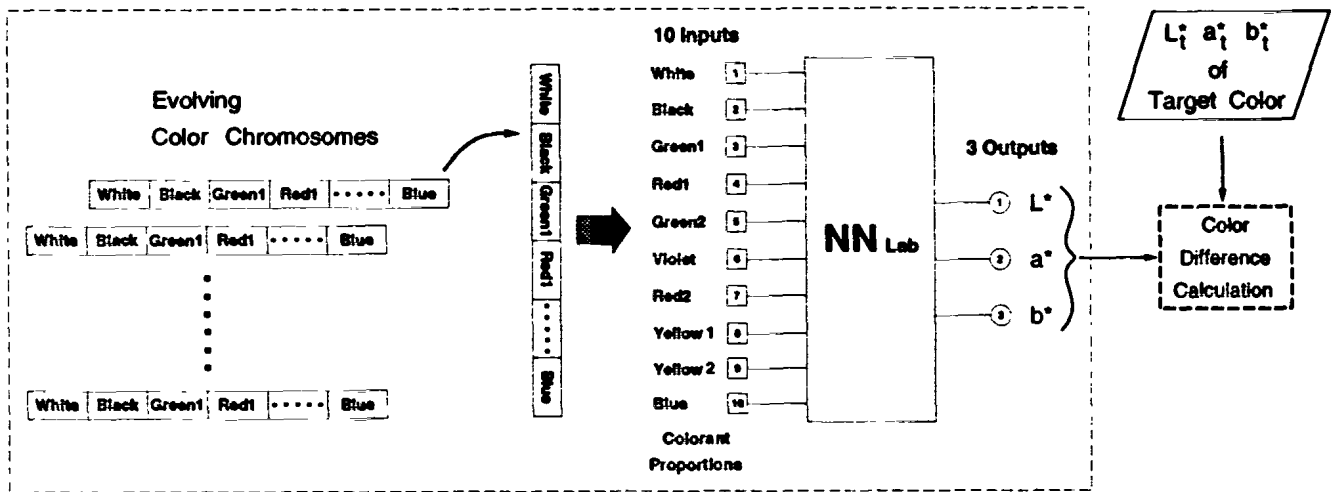 Evolving
Color Chromosomes
White Black Green1 Red1 ····· Blue
White Black Green1 Red1 ····· Blue
White Black Green1 Red1 ····· Blue
White Black Green1 Red1 ····· Blue
10 Inputs
White 1
Black 2
Green1 3
Red1 4
Green2 5
Violet 6
Red2 7
Yellow 1 8
Yellow 2 9
Blue 10
Colorant
Proportions
NN Lab
3 Outputs
1 L*
2 a*
3 b*
L*t a*t b*t
of
Target Color
Color
Difference
Calculation